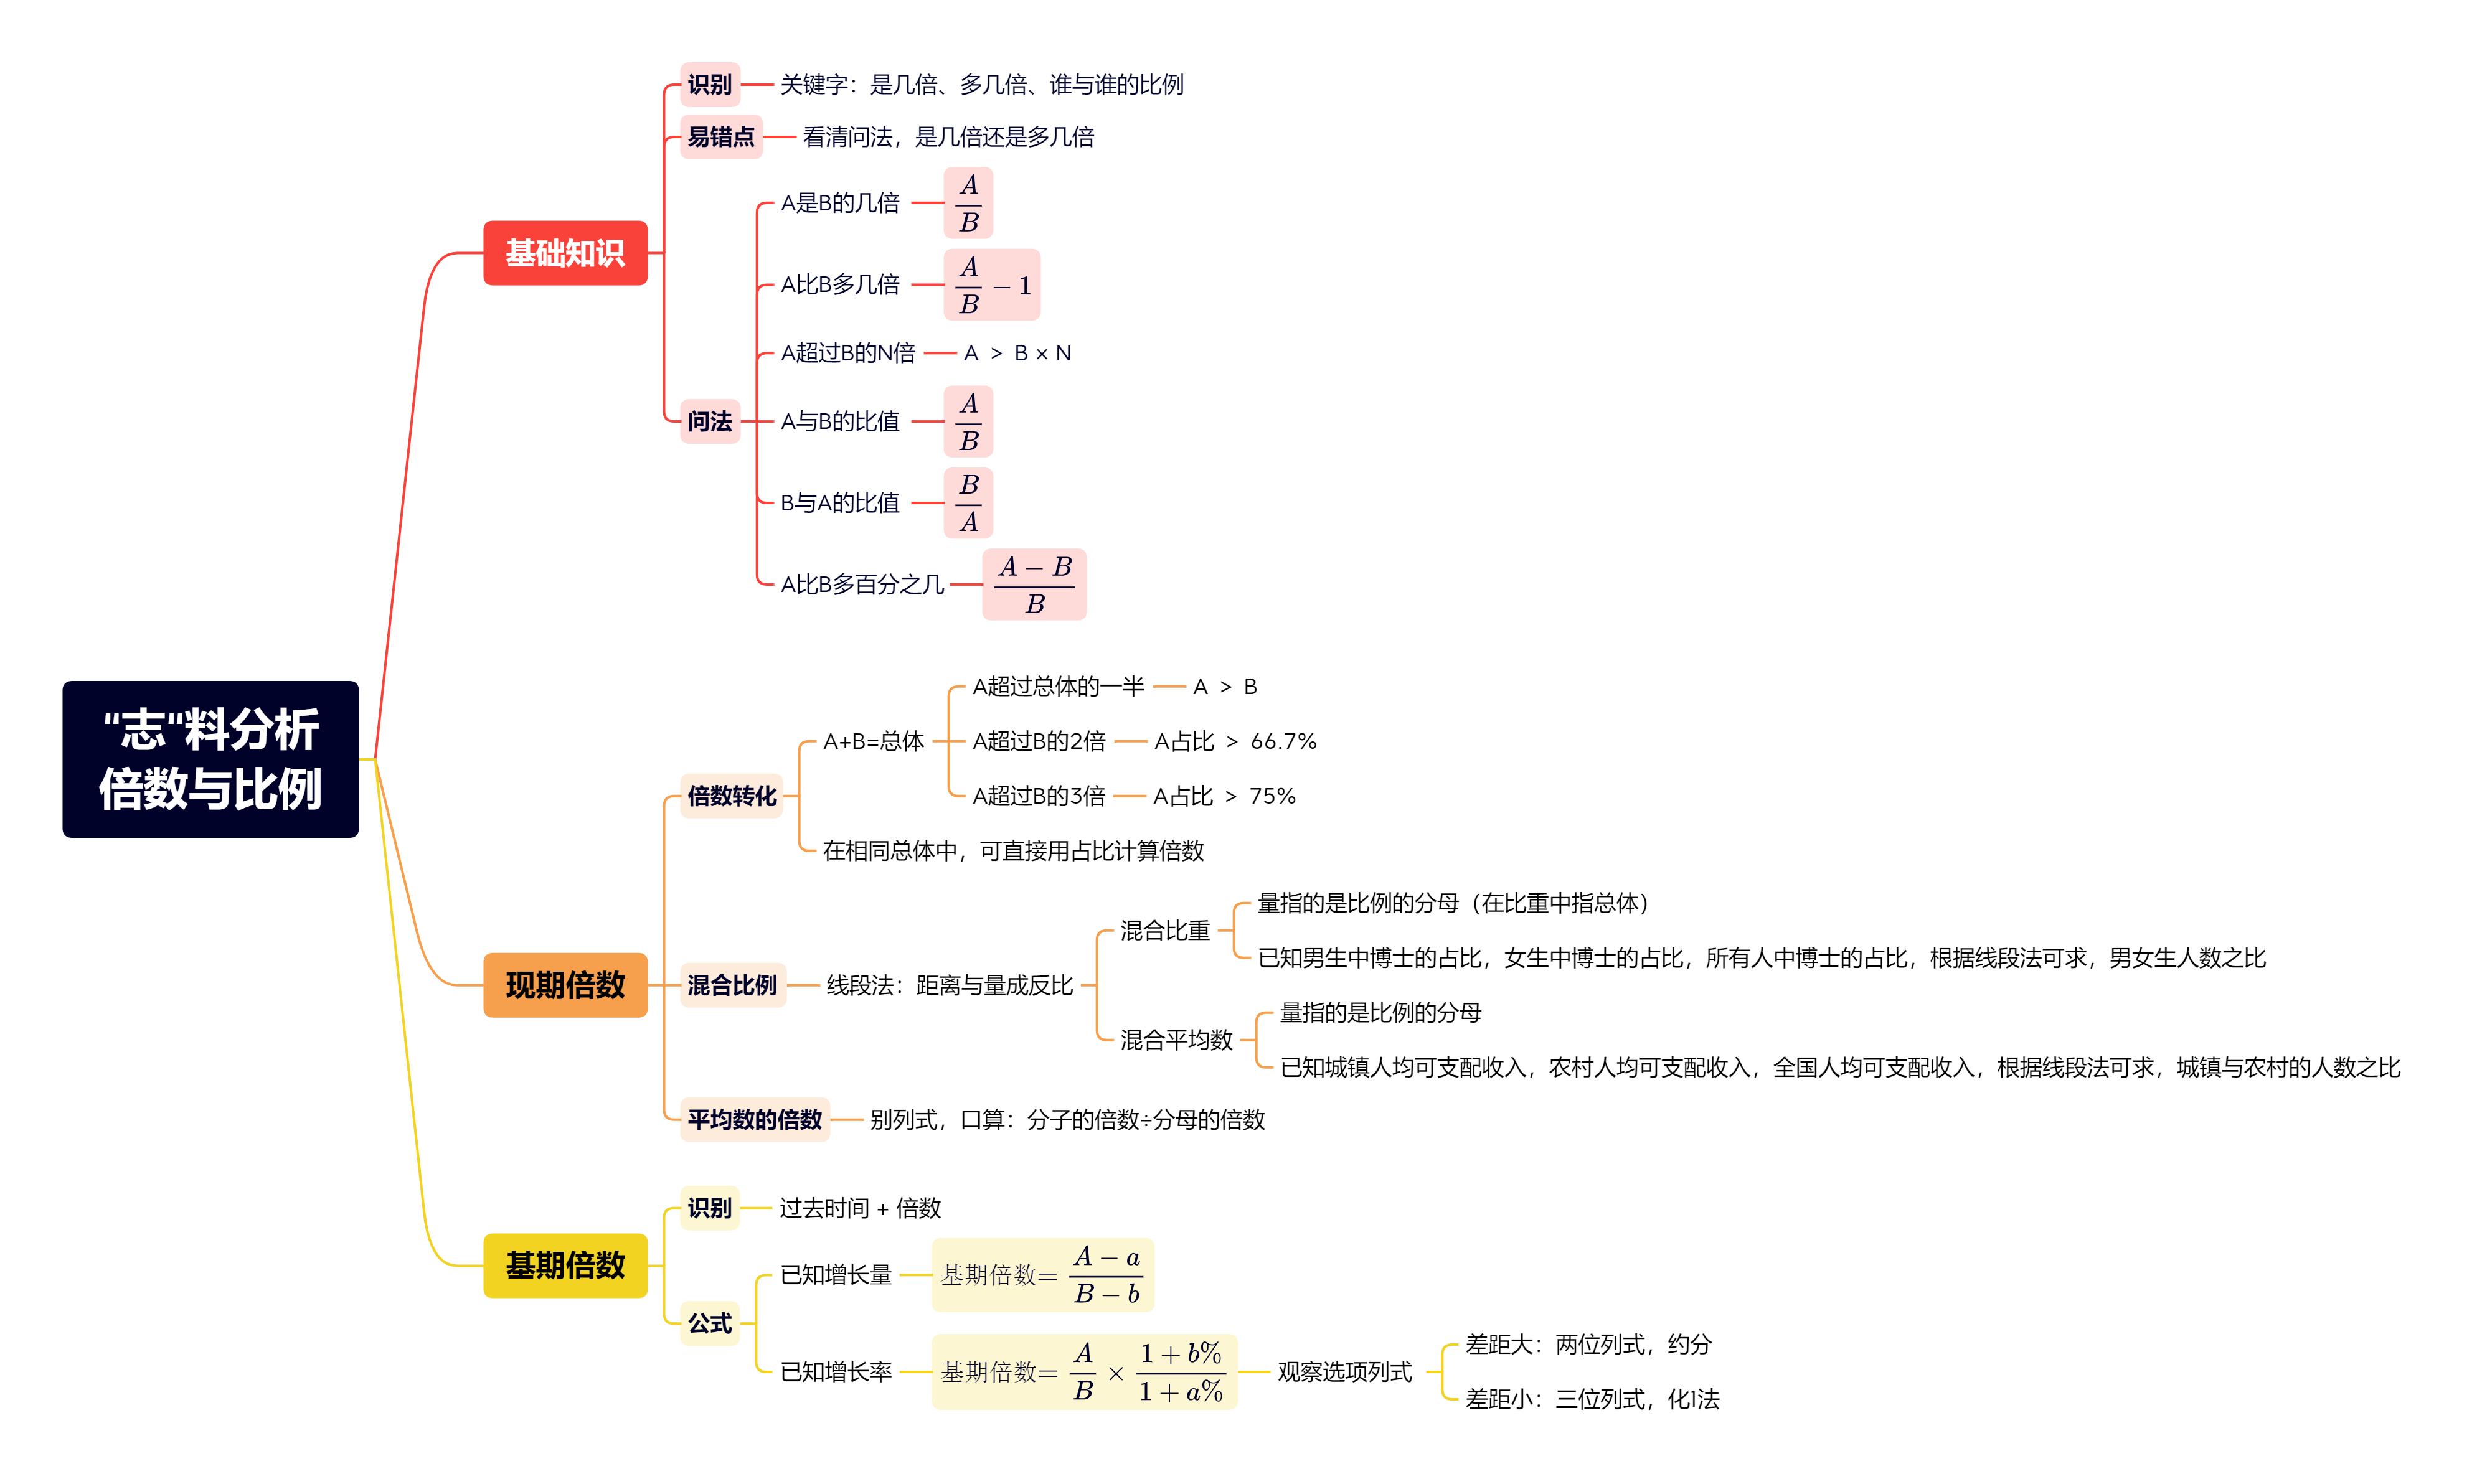 "志"料分析
倍数与比例
基础知识
识别
关键字：是几倍、多几倍、谁与谁的比例
易错点
看清问法，是几倍还是多几倍
问法
A是B的几倍
A/B
A比B多几倍
A/B − 1
A超过B的N倍
A > B × N
A与B的比值
A/B
B与A的比值
B/A
A比B多百分之几
(A − B)/B
现期倍数
倍数转化
A+B=总体
A超过总体的一半
A > B
A超过B的2倍
A占比 > 66.7%
A超过B的3倍
A占比 > 75%
在相同总体中，可直接用占比计算倍数
混合比例
线段法：距离与量成反比
混合比重
量指的是比例的分母（在比重中指总体）
已知男生中博士的占比，女生中博士的占比，所有人中博士的占比，根据线段法可求，男女生人数之比
混合平均数
量指的是比例的分母
已知城镇人均可支配收入，农村人均可支配收入，全国人均可支配收入，根据线段法可求，城镇与农村的人数之比
平均数的倍数
别列式，口算：分子的倍数÷分母的倍数
基期倍数
识别
过去时间 + 倍数
公式
已知增长量
基期倍数= (A − a)/(B − b)
已知增长率
基期倍数= A/B × (1 + b%)/(1 + a%)
观察选项列式
差距大：两位列式，约分
差距小：三位列式，化1法